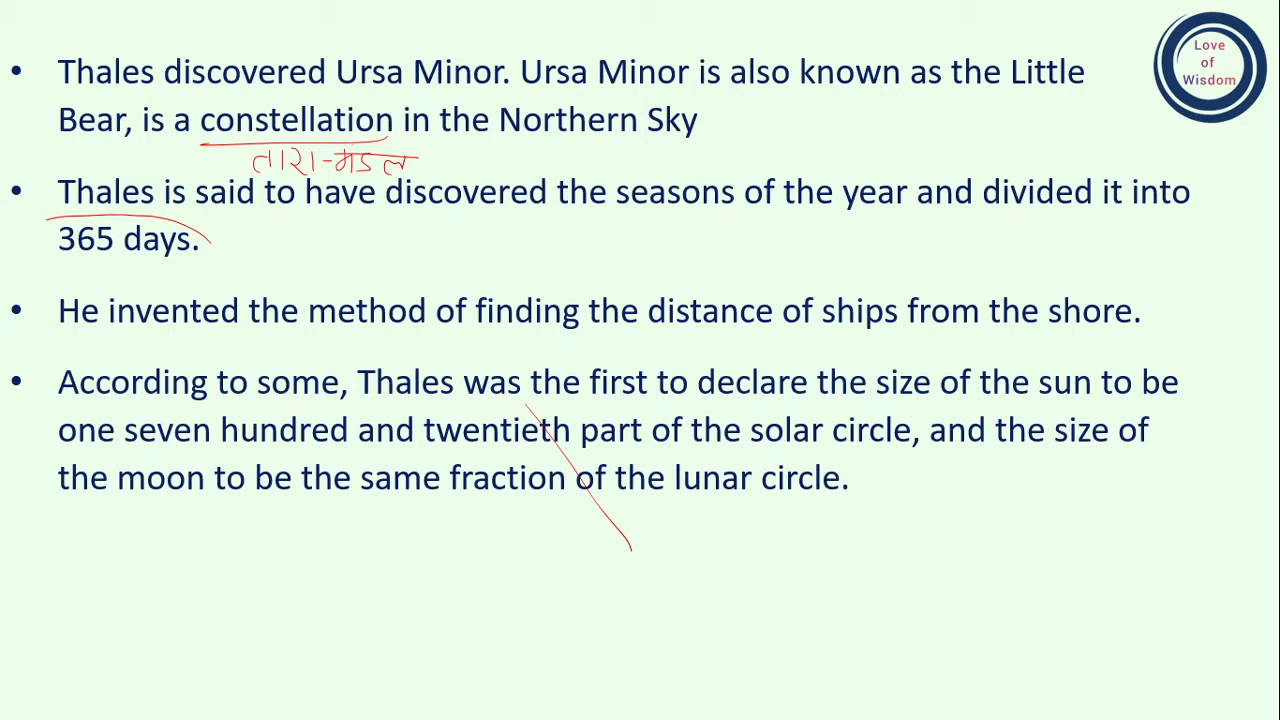 Love
of
Wisdom
• Thales discovered Ursa Minor. Ursa Minor is also known as the Little
Bear, is a constellation in the Northern Sky
तारा-मंडल
• Thales is said to have discovered the seasons of the year and divided it into
365 days.
• He invented the method of finding the distance of ships from the shore.
• According to some, Thales was the first to declare the size of the sun to be
one seven hundred and twentieth part of the solar circle, and the size of
the moon to be the same fraction of the lunar circle.